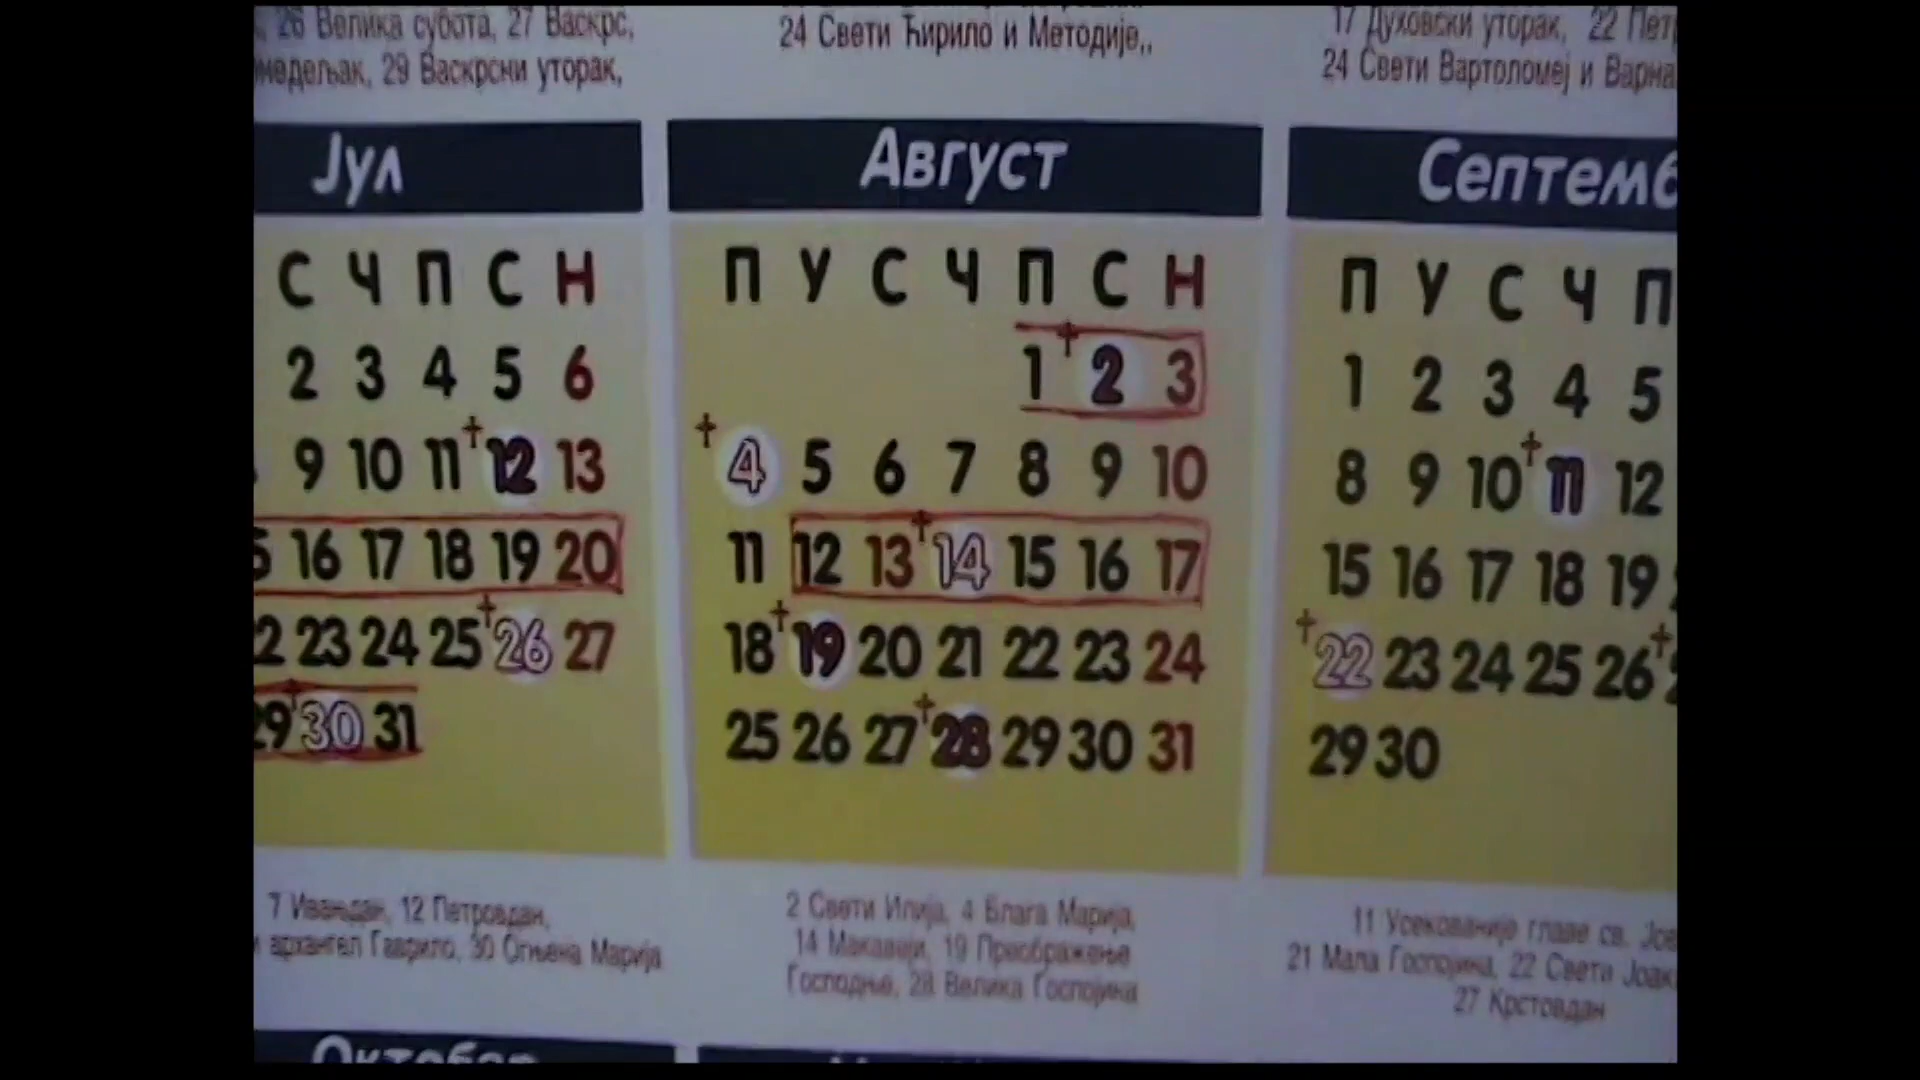 26 Велика субота, 27 Васкрс,
29 Васкрсни уторак,
24 Свети Ћирило и Методије,,
17 Духовски уторак, 22
24 Свети Вартоломеј и
Јул
С Ч П С Н
2 3 4 5 6
9 10 11 12 13
16 17 18 19 20
23 24 25 26 27
29 30 31
7 Ивањдан, 12 Петровдан,
архангел Гаврило, 30 Огњена Марија
Август
П У С Ч П С Н
1 2 3
4 5 6 7 8 9 10
11 12 13 14 15 16 17
18 19 20 21 22 23 24
25 26 27 28 29 30 31
2 Свети Илија, 4 Блага Марија,
14 Макавеји, 19 Преображење
Господње, 28 Велика Госпојина
Септемб
П У С Ч П
1 2 3 4 5
8 9 10 11 12
15 16 17 18 19
22 23 24 25 26
29 30
11 Усековање главе св.
21 Мала Госпојина, 22 Свети
27 Крстовдан
Октобар